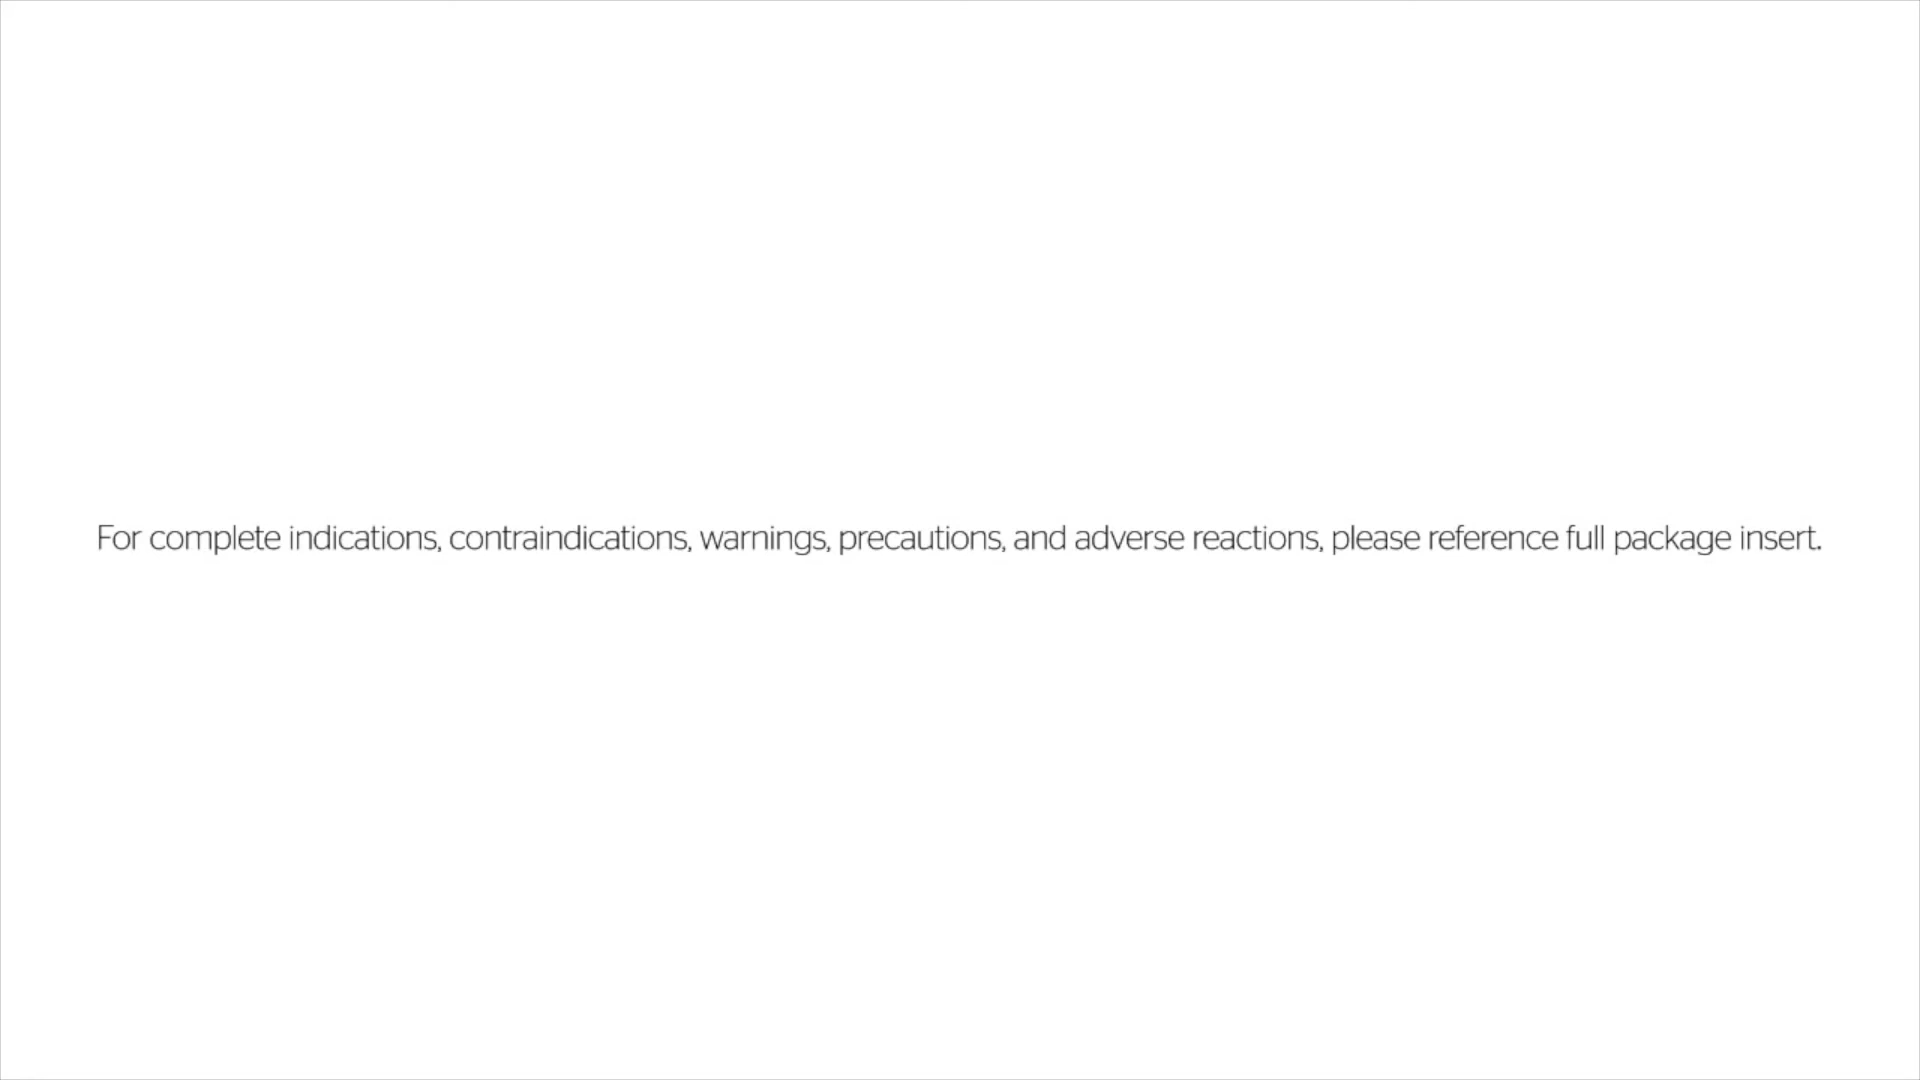 For complete indications, contraindications, warnings, precautions, and adverse reactions, please reference full package insert.